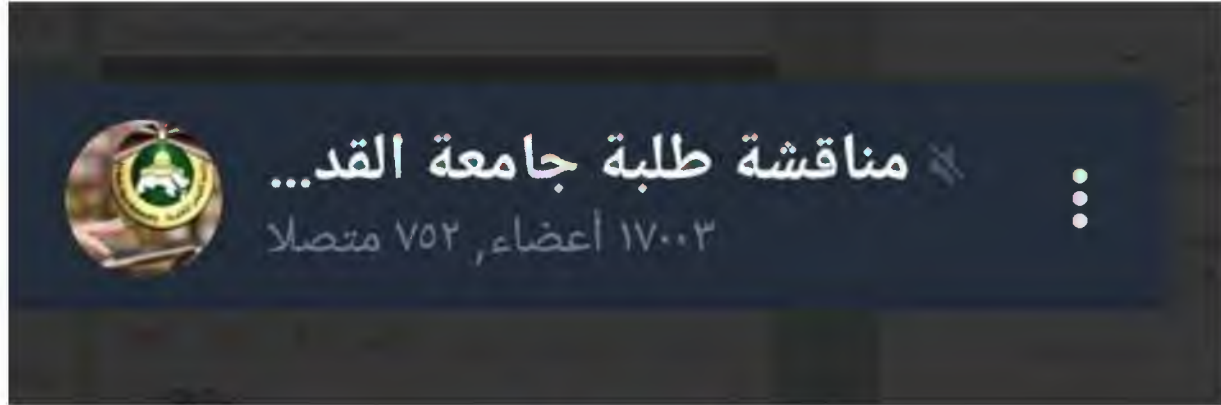 مناقشة طلبة جامعة القد...
١٧٠٠٣ أعضاء, ٧٥٢ متصلا